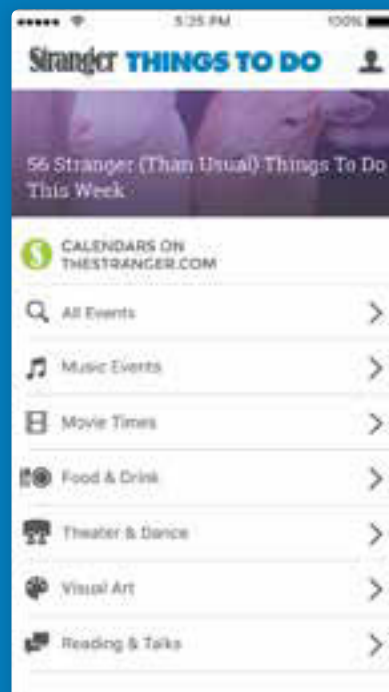 5:25 PM 100%
Stranger THINGS TO DO
56 Stranger (Than Usual) Things To Do
This Week
S CALENDARS ON
THESTRANGER.COM
All Events
Music Events
Movie Times
Food & Drink
Theater & Dance
Visual Art
Reading & Talks